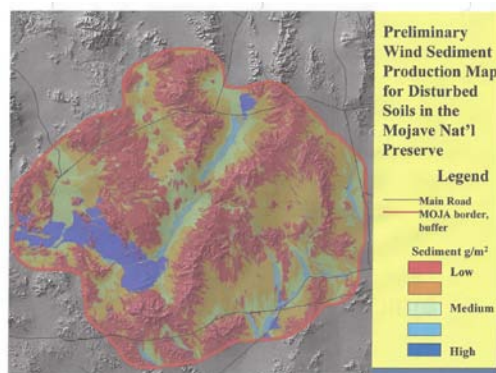 Preliminary
Wind Sediment
Production Map
for Disturbed
Soils in the
Mojave Nat'l
Preserve
Legend
Main Road
MOJA border,
buffer
Sediment g/m²
Low
Medium
High